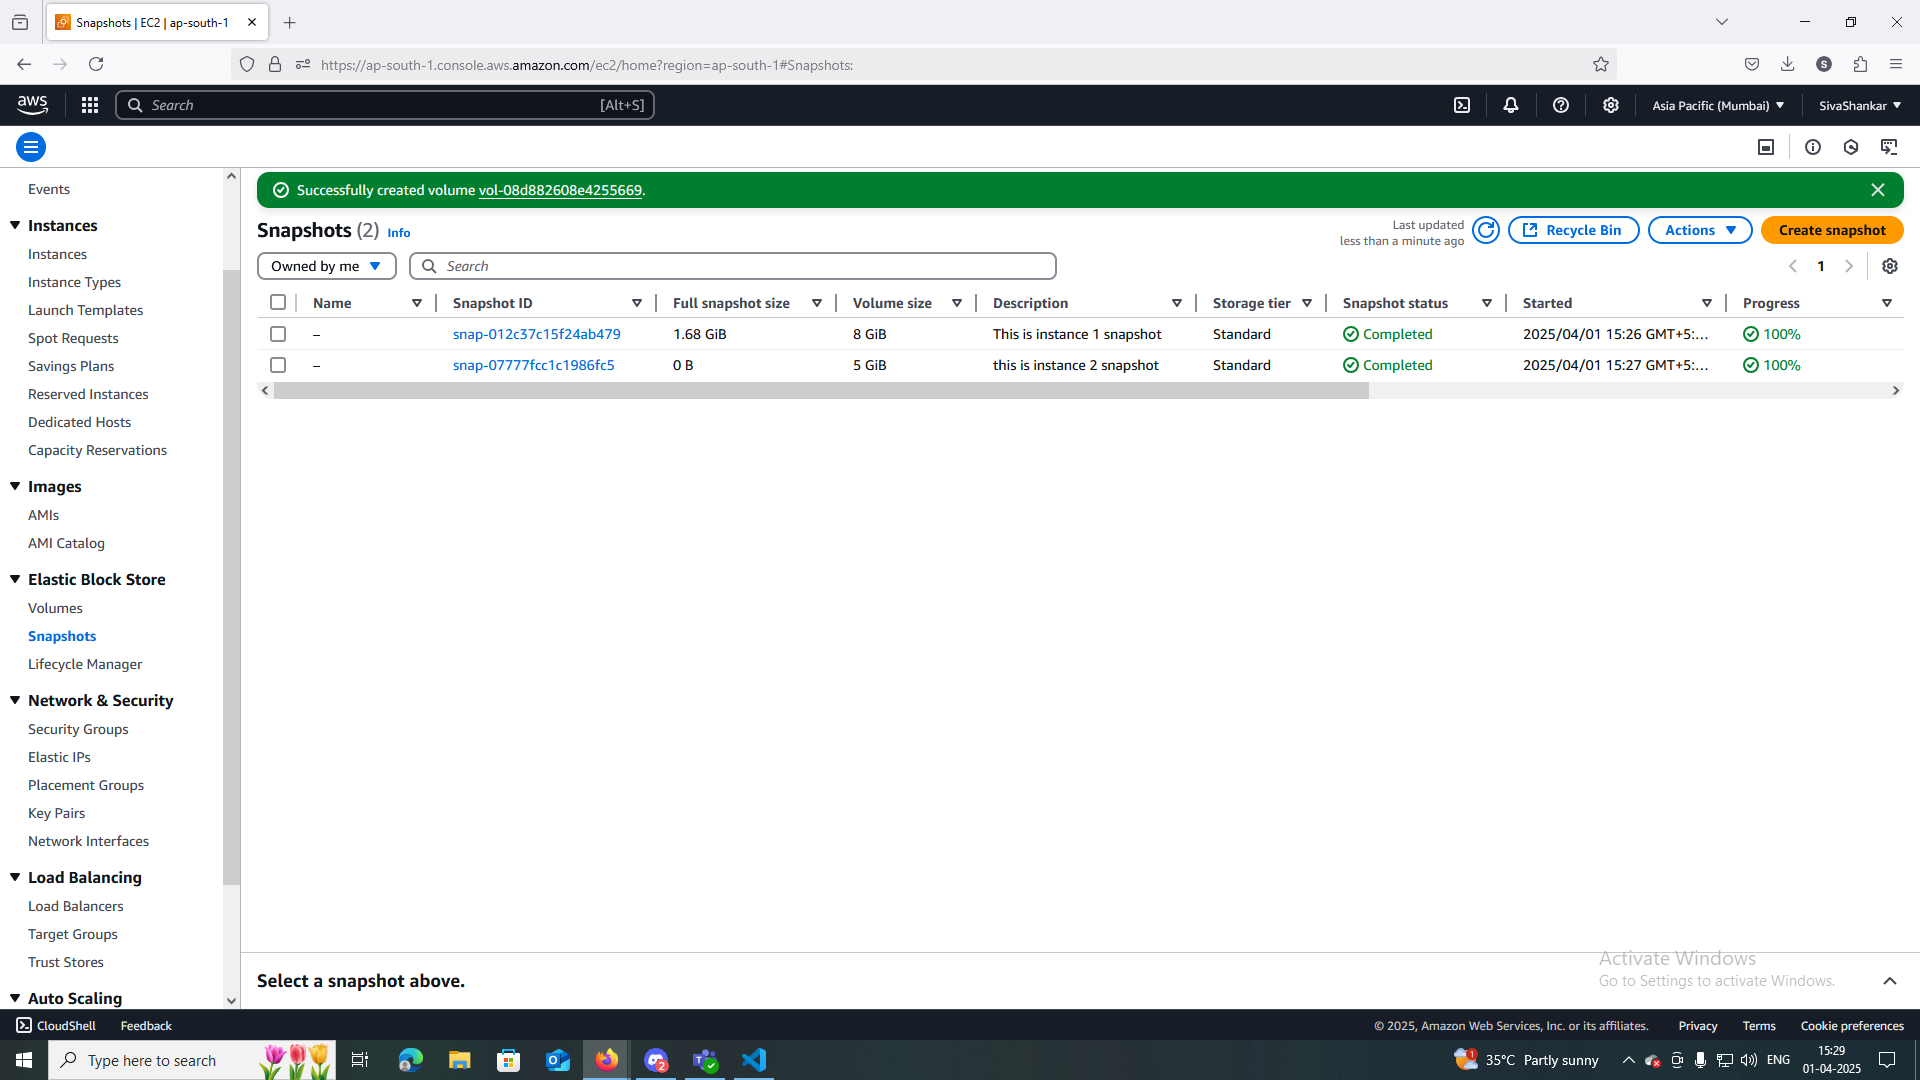 Snapshots | EC2 | ap-south-1
https://ap-south-1.console.aws.amazon.com/ec2/home?region=ap-south-1#Snapshots:
S
aws
Search [Alt+S]
Asia Pacific (Mumbai) SivaShankar
Successfully created volume vol-08d882608e4255669.
Snapshots (2) Info
Last updated
less than a minute ago
Recycle Bin Actions Create snapshot
Owned by me Search 1
Name Snapshot ID Full snapshot size Volume size Description Storage tier Snapshot status Started Progress
– snap-012c37c15f24ab479 1.68 GiB 8 GiB This is instance 1 snapshot Standard Completed 2025/04/01 15:26 GMT+5:... 100%
– snap-07777fcc1c1986fc5 0 B 5 GiB this is instance 2 snapshot Standard Completed 2025/04/01 15:27 GMT+5:... 100%
Events
Instances
Instances
Instance Types
Launch Templates
Spot Requests
Savings Plans
Reserved Instances
Dedicated Hosts
Capacity Reservations
Images
AMIs
AMI Catalog
Elastic Block Store
Volumes
Snapshots
Lifecycle Manager
Network & Security
Security Groups
Elastic IPs
Placement Groups
Key Pairs
Network Interfaces
Load Balancing
Load Balancers
Target Groups
Trust Stores
Auto Scaling
Select a snapshot above.
Activate Windows
Go to Settings to activate Windows.
CloudShell Feedback
© 2025, Amazon Web Services, Inc. or its affiliates. Privacy Terms Cookie preferences
Type here to search
2
1
35°C Partly sunny
ENG
15:29
01-04-2025